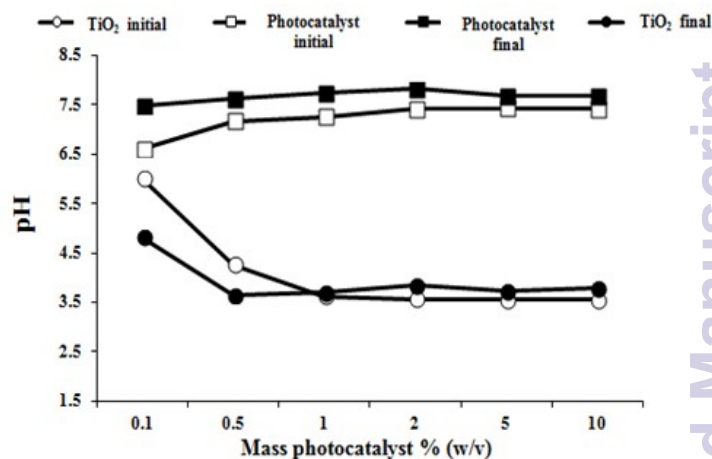 TiO₂ initial
Photocatalyst initial
Photocatalyst final
TiO₂ final
8.5
7.5
6.5
5.5
4.5
3.5
2.5
1.5
pH
0.1 0.5 1 2 5 10
Mass photocatalyst % (w/v)
d Manuscript